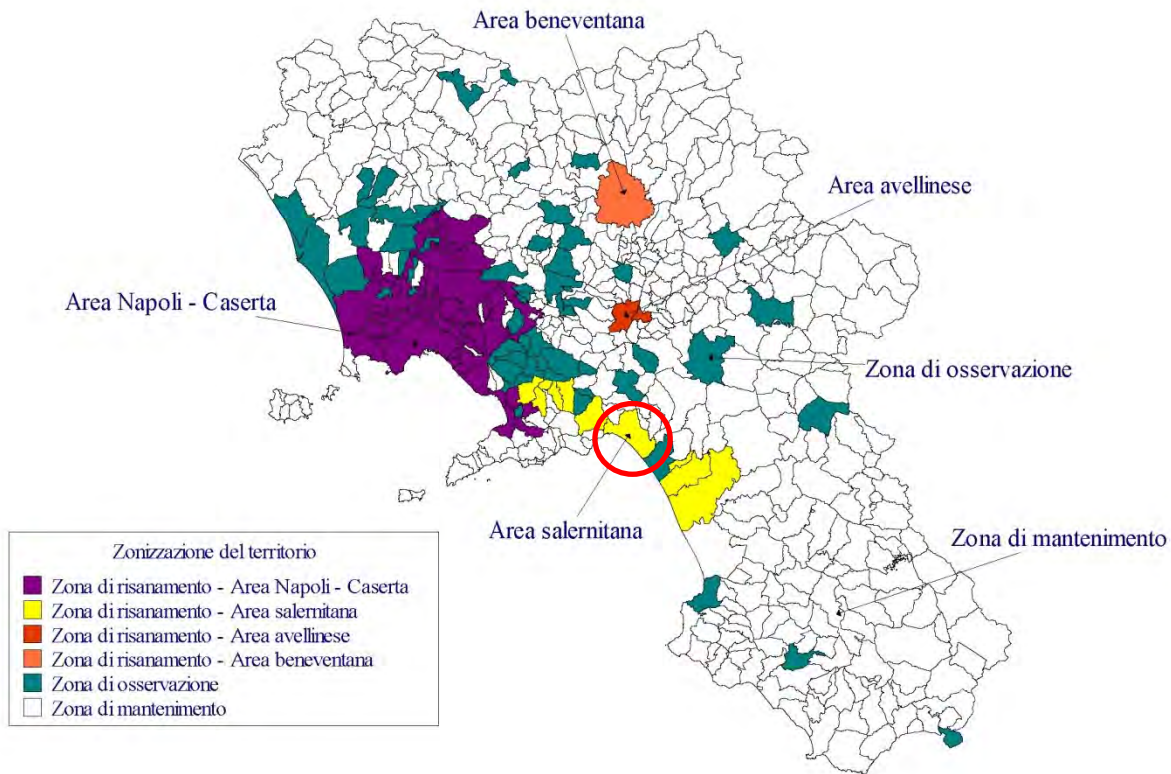 Area beneventana
Area avellinese
Area Napoli - Caserta
Zona di osservazione
Area salernitana
Zona di mantenimento
Zonizzazione del territorio
Zona di risanamento - Area Napoli - Caserta
Zona di risanamento - Area salernitana
Zona di risanamento - Area avellinese
Zona di risanamento - Area beneventana
Zona di osservazione
Zona di mantenimento